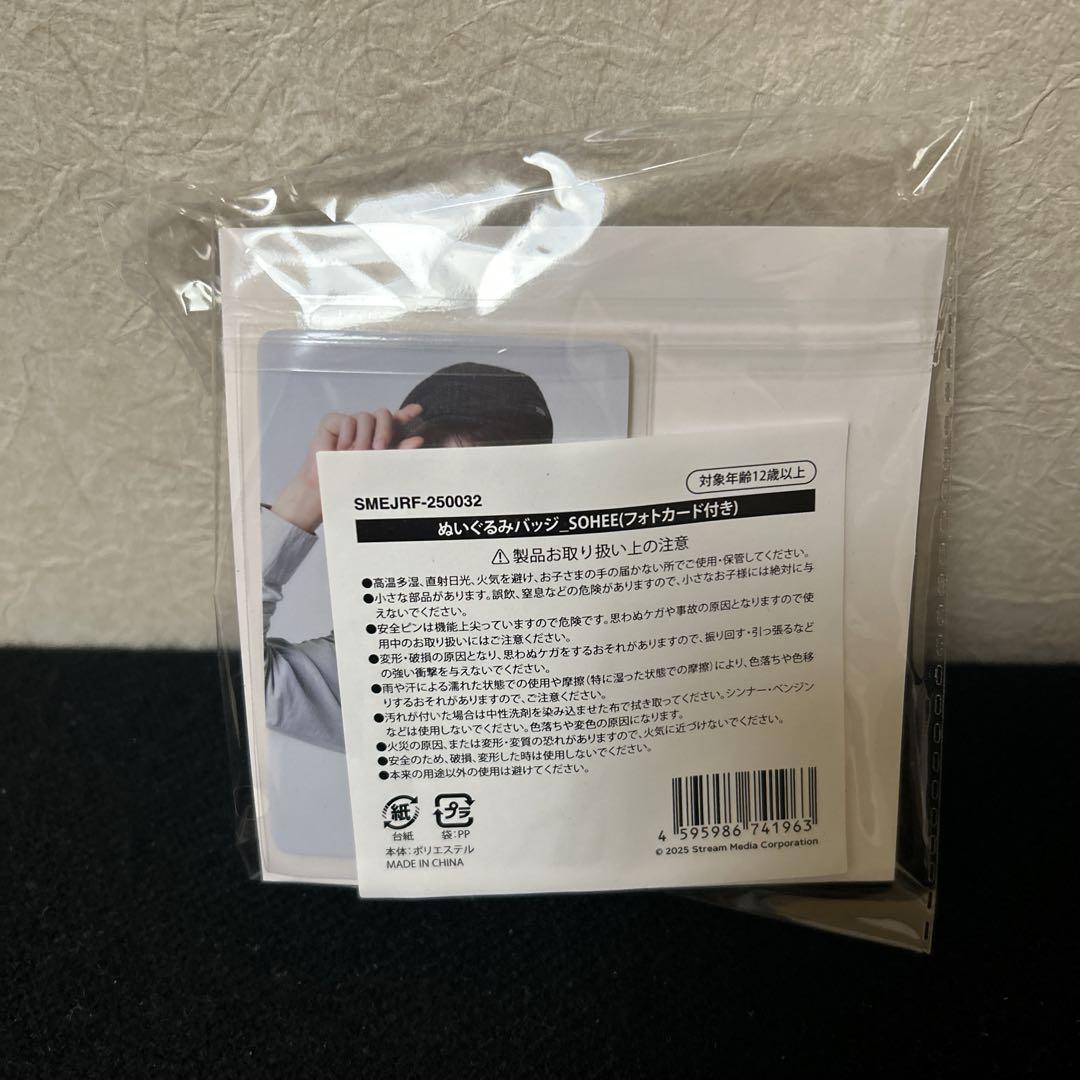 SMEJRF-250032
対象年齢12歳以上
ぬいぐるみバッジ_SOHEE(フォトカード付き)
⚠製品お取り扱い上の注意
●高温多湿、直射日光、火気を避け、お子さまの手の届かない所でご使用・保管してください。
●小さな部品があります。誤飲、窒息などの危険がありますので、小さなお子様には絶対に与
えないでください。
●安全ピンは機能上尖っていますので危険です。思わぬケガや事故の原因となりますので使
用中のお取り扱いにはご注意ください。
●変形・破損の原因となり、思わぬケガをするおそれがありますので、振り回す・引っ張るなど
の強い衝撃を与えないでください。
●雨や汗による濡れた状態での使用や摩擦(特に湿った状態での摩擦)により、色落ちや色移
りするおそれがありますので、ご注意ください。
●汚れが付いた場合は中性洗剤を染み込ませた布で拭き取ってください。シンナー・ベンジン
などは使用しないでください。色落ちや変色の原因になります。
●火災の原因、または変形・変質の恐れがありますので、火気に近づけないでください。
●安全のため、破損、変形した時は使用しないでください。
●本来の用途以外の使用は避けてください。
紙
プラ
台紙
袋:PP
本体:ポリエステル
MADE IN CHINA
4 595986 741963
© 2025 Stream Media Corporation